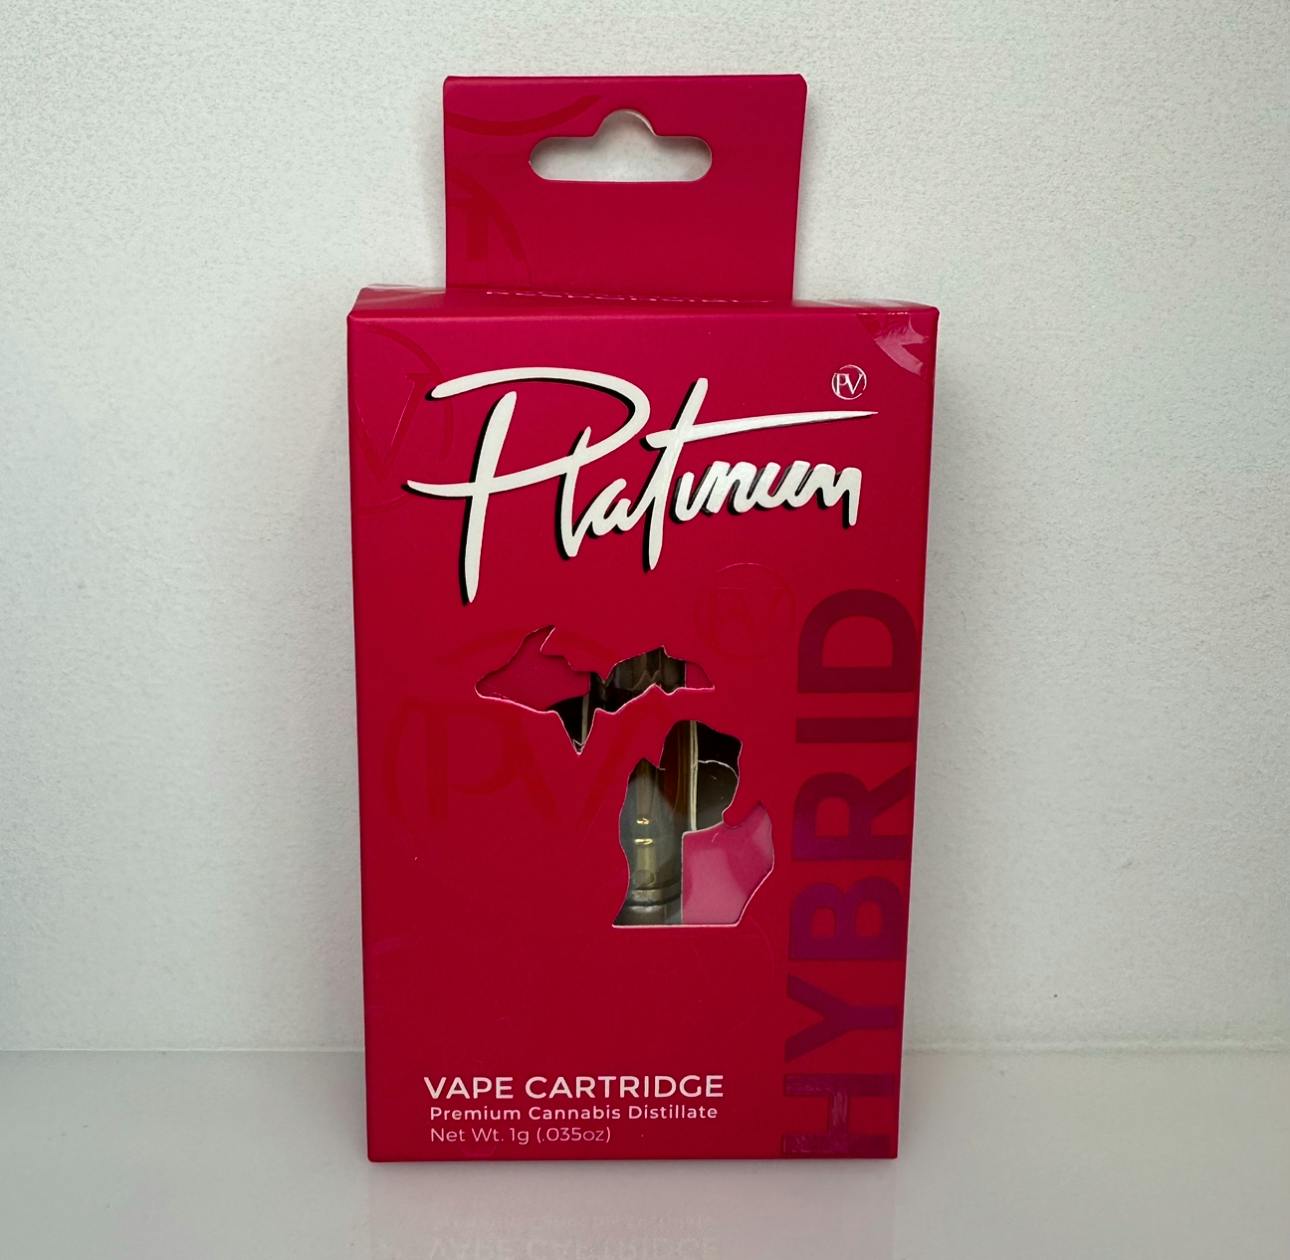 Platinum
PV
HYBRID
VAPE CARTRIDGE
Premium Cannabis Distillate
Net Wt. 1g (.035oz)